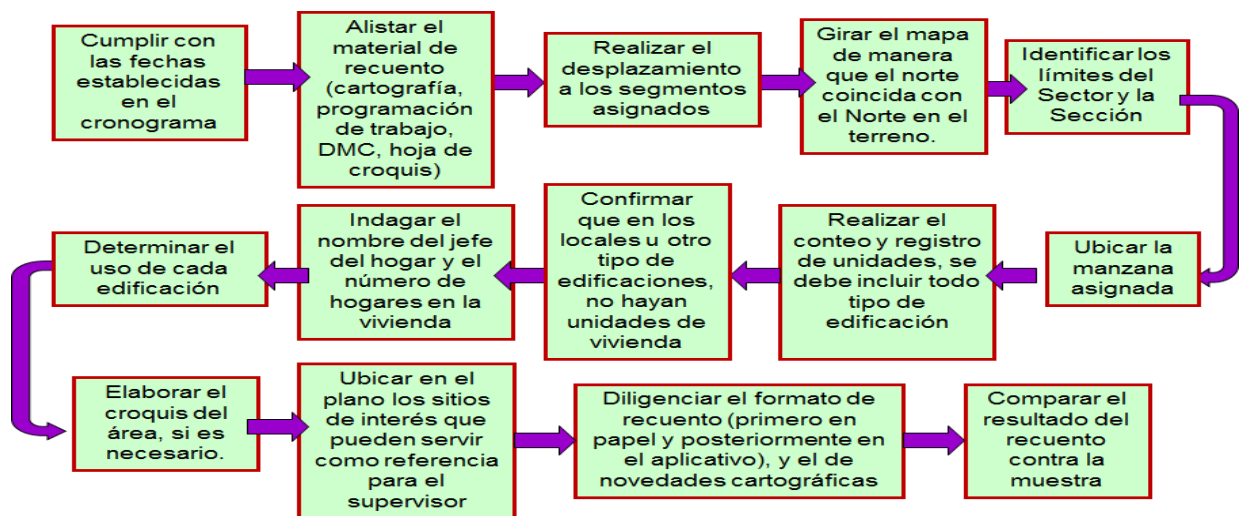 Cumplir con
las fechas
establecidas
en el
cronograma
Alistar el
material de
recuento
(cartografía,
programación
de trabajo,
DMC, hoja de
croquis)
Realizar el
desplazamiento
a los segmentos
asignados
Girar el mapa
de manera
que el norte
coincida con
el Norte en el
terreno.
Identificar los
límites del
Sector y la
Sección
Ubicar la
manzana
asignada
Realizar el
conteo y registro
de unidades, se
debe incluir todo
tipo de
edificación
Confirmar
que en los
locales u otro
tipo de
edificaciones,
no hayan
unidades de
vivienda
Indagar el
nombre del jefe
del hogar y el
número de
hogares en la
vivienda
Determinar el
uso de cada
edificación
Elaborar el
croquis del
área, si es
necesario.
Ubicar en el
plano los sitios
de interés que
pueden servir
como referencia
para el
supervisor
Diligenciar el formato de
recuento (primero en
papel y posteriormente en
el aplicativo), y el de
novedades cartográficas
Comparar el
resultado del
recuento
contra la
muestra